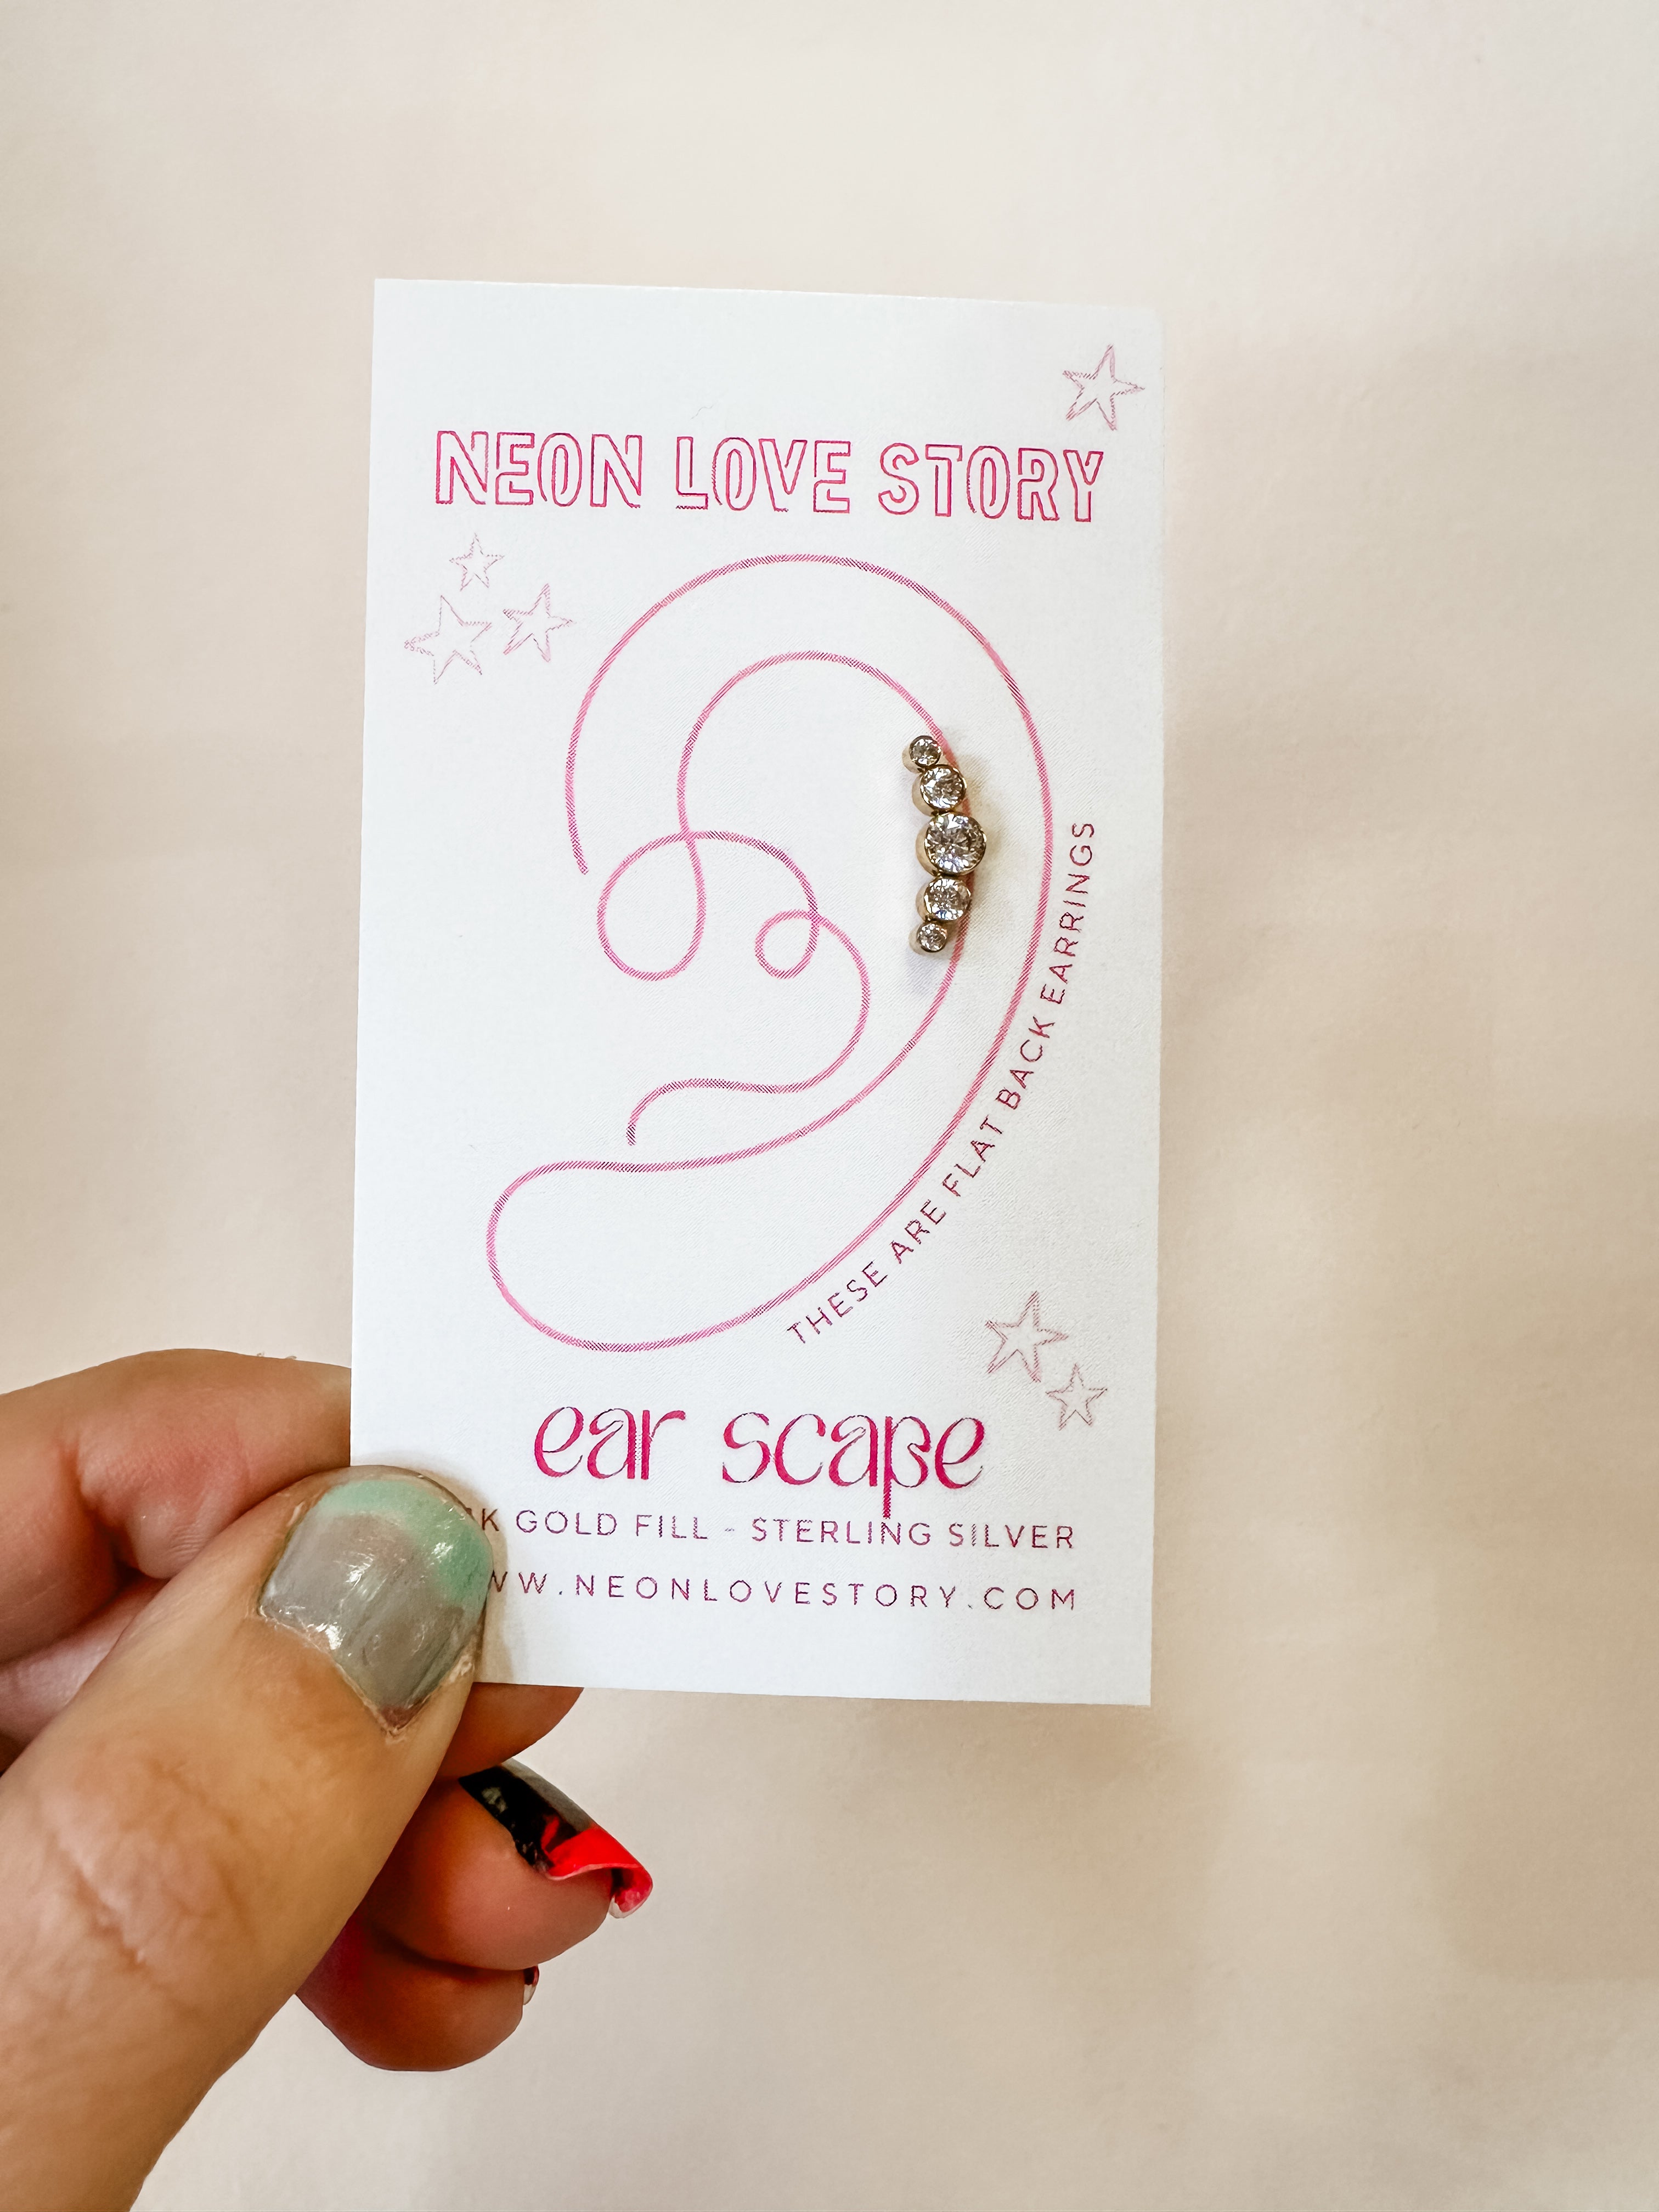 NEON LOVE STORY
THESE ARE FLAT BACK EARRINGS
ear scape
K GOLD FILL - STERLING SILVER
W.NEONLOVESTORY.COM